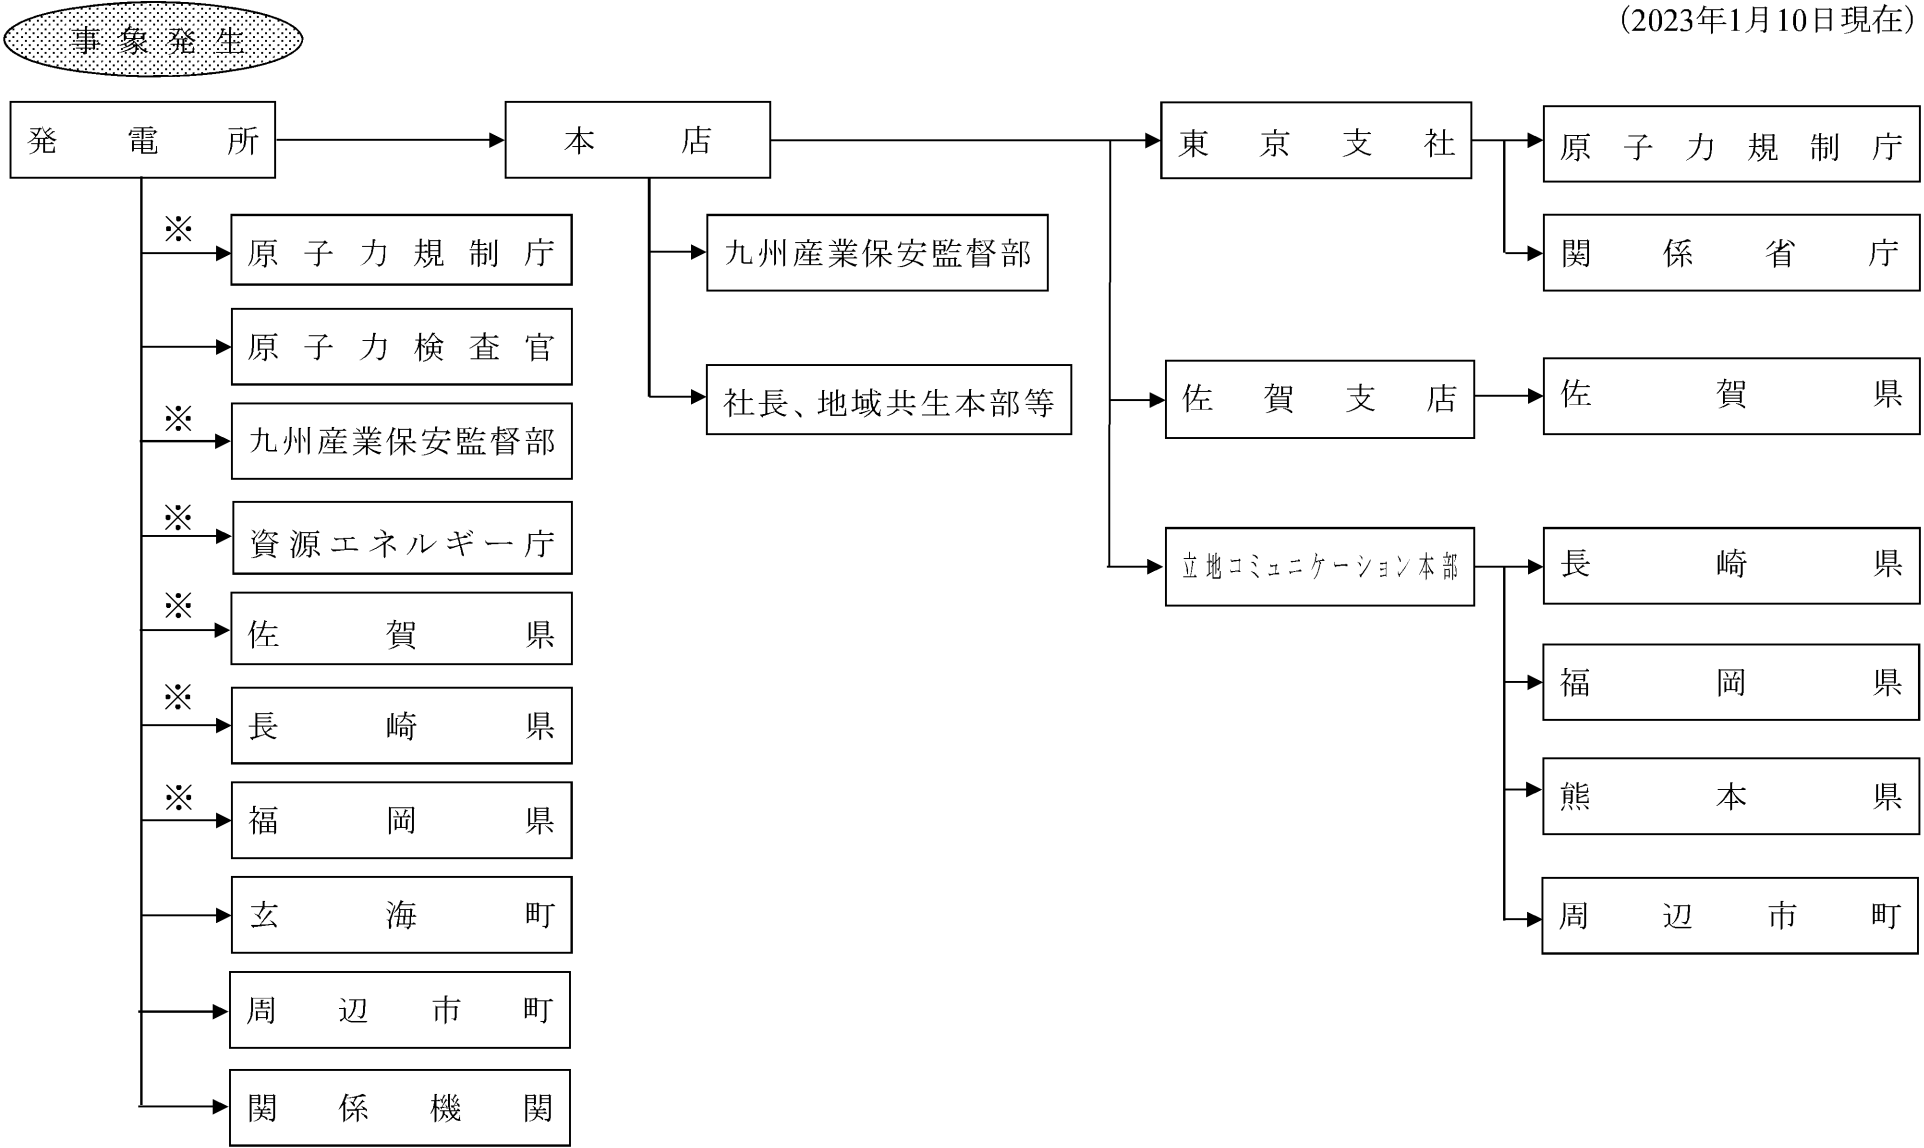 事象発生
(2023年1月10日現在)
発電所
本店
東京支社
原子力規制庁
※
原子力規制庁
九州産業保安監督部
関係省庁
原子力検査官
社長、地域共生本部等
佐賀支店
佐賀県
※
九州産業保安監督部
※
資源エネルギー庁
立地コミュニケーション本部
長崎県
※
佐賀県
福岡県
※
長崎県
熊本県
※
福岡県
周辺市町
玄海町
周辺市町
関係機関